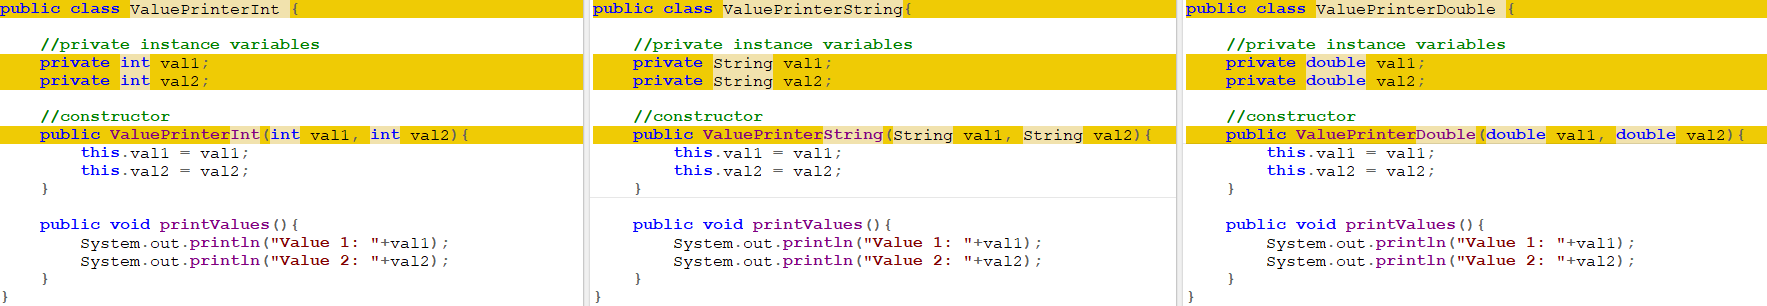 public class ValuePrinterInt {
//private instance variables
private int val1;
private int val2;
//constructor
public ValuePrinterInt(int val1, int val2){
this.val1 = val1;
this.val2 = val2;
}
public void printValues(){
System.out.println("Value 1: "+val1);
System.out.println("Value 2: "+val2);
}
}
public class ValuePrinterString{
//private instance variables
private String val1;
private String val2;
//constructor
public ValuePrinterString(String val1, String val2){
this.val1 = val1;
this.val2 = val2;
}
public void printValues(){
System.out.println("Value 1: "+val1);
System.out.println("Value 2: "+val2);
}
}
public class ValuePrinterDouble {
//private instance variables
private double val1;
private double val2;
//constructor
public ValuePrinterDouble(double val1, double val2){
this.val1 = val1;
this.val2 = val2;
}
public void printValues(){
System.out.println("Value 1: "+val1);
System.out.println("Value 2: "+val2);
}
}